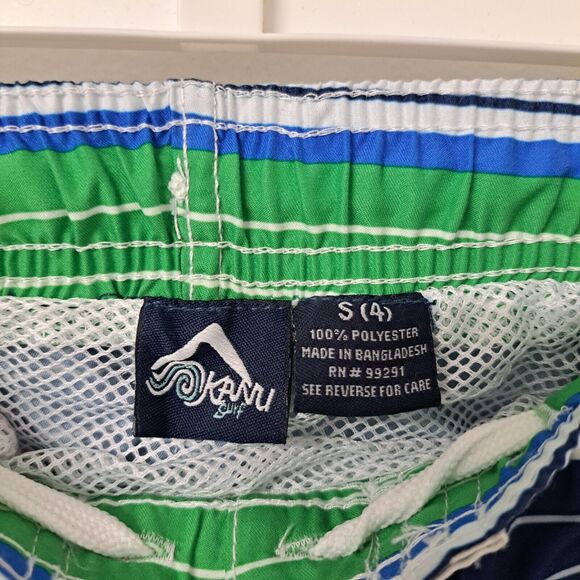 KANU
surf
S (4)
100% POLYESTER
MADE IN BANGLADESH
RN # 99291
SEE REVERSE FOR CARE